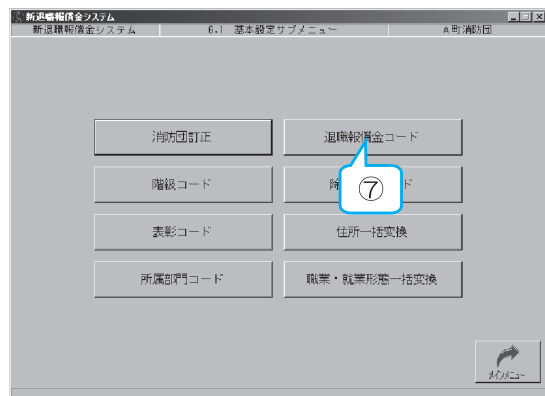 新退職報償金システム
新退職報償金システム 6.1 基本設定サブメニュー A町消防団
消防団訂正 退職報償金コード
階級コード ド
⑦
表彰コード 住所一括変換
所属部門コード 職業・就業形態一括変換
メインメニュー